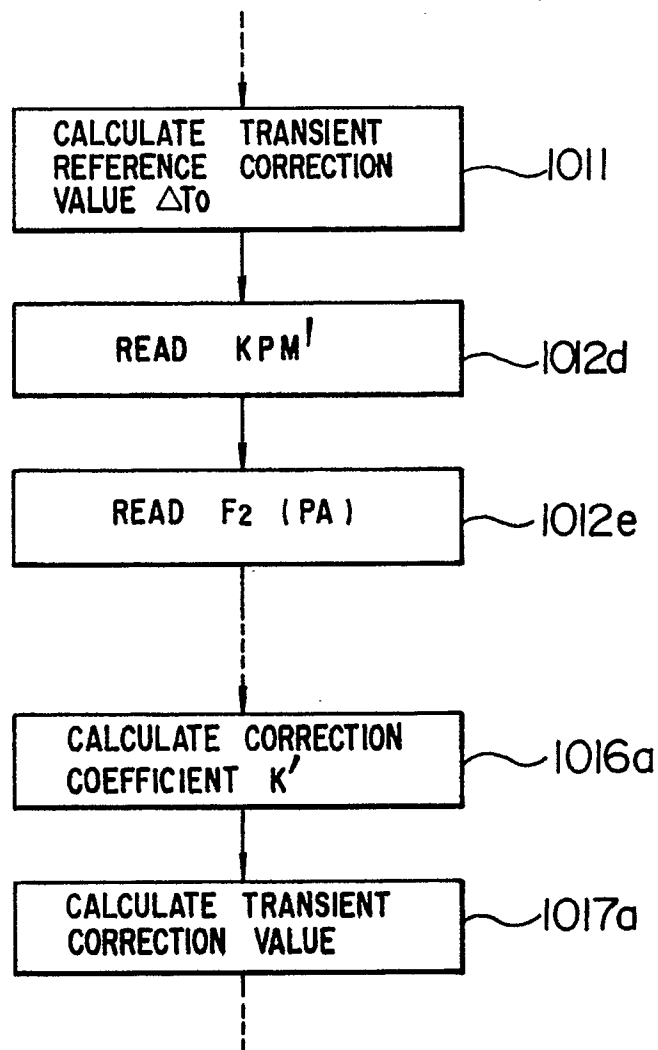 CALCULATE TRANSIENT
REFERENCE CORRECTION
VALUE △To
1011
READ KPM'
1012d
READ F2 (PA)
1012e
CALCULATE CORRECTION
COEFFICIENT K'
1016a
CALCULATE TRANSIENT
CORRECTION VALUE
1017a